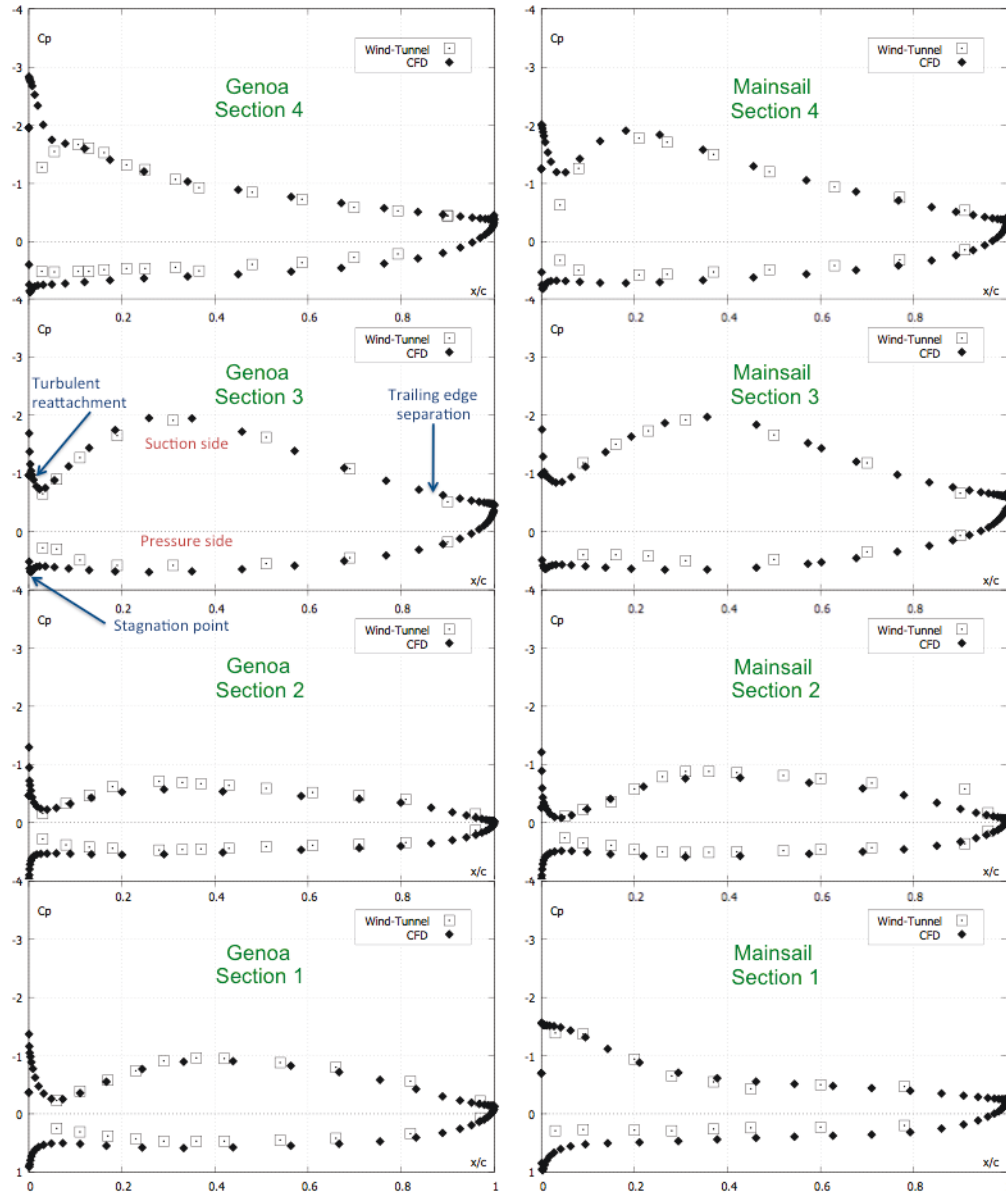 -4
Cp
-3
-2
-1
0
-4
Wind-Tunnel
CFD
Genoa
Section 4
x/c
0.2
0.4
0.6
0.8
-4
Cp
Wind-Tunnel
CFD
Mainsail
Section 4
-3
-2
-1
0
-4
x/c
0.2
0.4
0.6
0.8
Cp
Wind-Tunnel
CFD
Genoa
Section 3
Turbulent
reattachment
Trailing edge
separation
Suction side
Pressure side
Stagnation point
-3
-2
-1
0
-4
x/c
0.2
0.4
0.6
0.8
Cp
Wind-Tunnel
CFD
Mainsail
Section 3
-3
-2
-1
0
-4
x/c
0.2
0.4
0.6
0.8
Cp
Wind-Tunnel
CFD
Genoa
Section 2
-3
-2
-1
0
-4
x/c
0.2
0.4
0.6
0.8
Cp
Wind-Tunnel
CFD
Mainsail
Section 2
-3
-2
-1
0
-4
x/c
0.2
0.4
0.6
0.8
Cp
Wind-Tunnel
CFD
Genoa
Section 1
-3
-2
-1
0
1
x/c
0
0.2
0.4
0.6
0.8
1
Cp
Wind-Tunnel
CFD
Mainsail
Section 1
-3
-2
-1
0
1
x/c
0
0.2
0.4
0.6
0.8